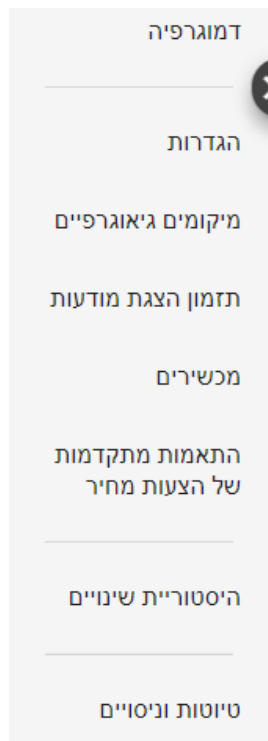 דמוגרפיה
הגדרות
מיקומים גיאוגרפיים
תזמון הצגת מודעות
מכשירים
התאמות מתקדמות
של הצעות מחיר
היסטוריית שינויים
טיוטות וניסויים